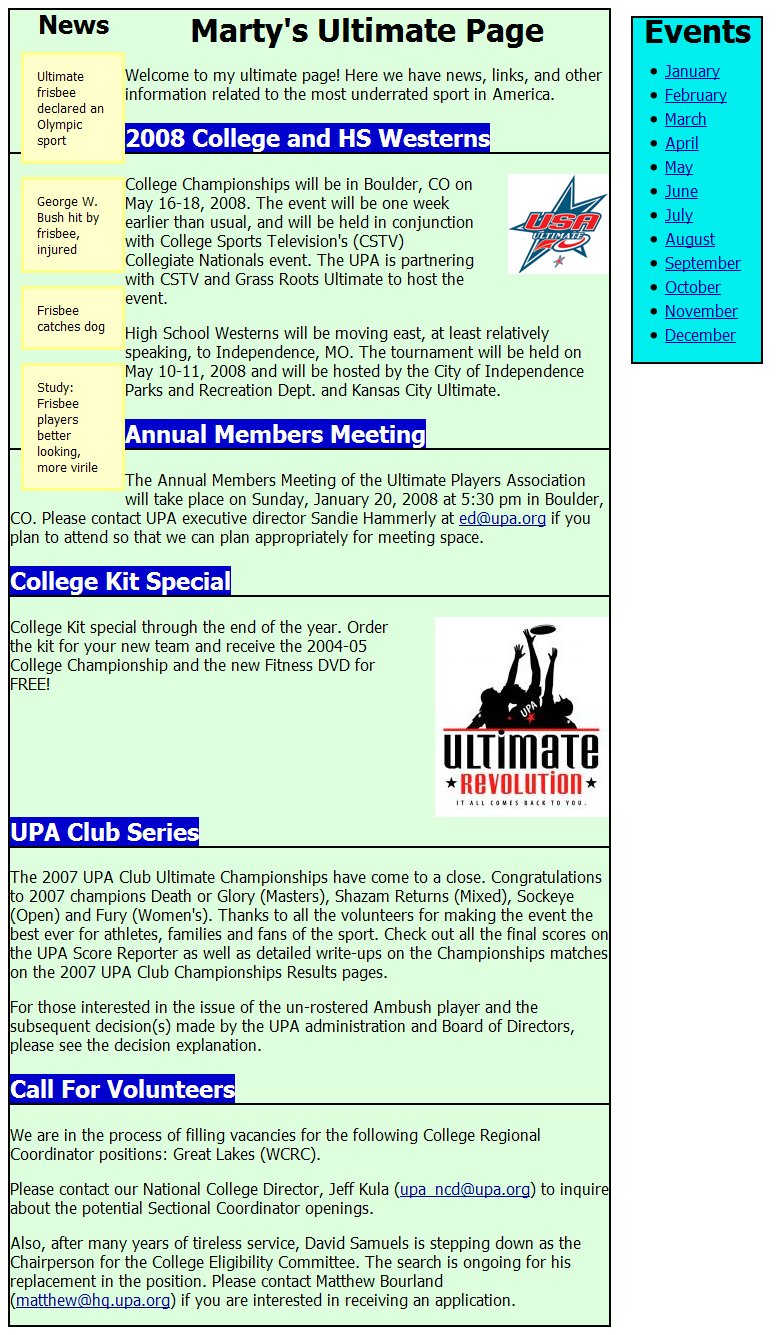 News
Ultimate
frisbee
declared an
Olympic
sport
George W.
Bush hit by
frisbee,
injured
Frisbee
catches dog
Study:
Frisbee
players
better
looking,
more virile
Marty's Ultimate Page
Welcome to my ultimate page! Here we have news, links, and other
information related to the most underrated sport in America.
2008 College and HS Westerns
College Championships will be in Boulder, CO on
May 16-18, 2008. The event will be one week
earlier than usual, and will be held in conjunction
with College Sports Television's (CSTV)
Collegiate Nationals event. The UPA is partnering
with CSTV and Grass Roots Ultimate to host the
event.
USA
ULTIMATE
High School Westerns will be moving east, at least relatively
speaking, to Independence, MO. The tournament will be held on
May 10-11, 2008 and will be hosted by the City of Independence
Parks and Recreation Dept. and Kansas City Ultimate.
Annual Members Meeting
The Annual Members Meeting of the Ultimate Players Association
will take place on Sunday, January 20, 2008 at 5:30 pm in Boulder,
CO. Please contact UPA executive director Sandie Hammerly at ed@upa.org if you
plan to attend so that we can plan appropriately for meeting space.
College Kit Special
College Kit special through the end of the year. Order
the kit for your new team and receive the 2004-05
College Championship and the new Fitness DVD for
FREE!
UPA
ULTIMATE
REVOLUTION
IT ALL COMES BACK TO YOU.
UPA Club Series
The 2007 UPA Club Ultimate Championships have come to a close. Congratulations
to 2007 champions Death or Glory (Masters), Shazam Returns (Mixed), Sockeye
(Open) and Fury (Women's). Thanks to all the volunteers for making the event the
best ever for athletes, families and fans of the sport. Check out all the final scores on
the UPA Score Reporter as well as detailed write-ups on the Championships matches
on the 2007 UPA Club Championships Results pages.
For those interested in the issue of the un-rostered Ambush player and the
subsequent decision(s) made by the UPA administration and Board of Directors,
please see the decision explanation.
Call For Volunteers
We are in the process of filling vacancies for the following College Regional
Coordinator positions: Great Lakes (WCRC).
Please contact our National College Director, Jeff Kula (upa_ncd@upa.org) to inquire
about the potential Sectional Coordinator openings.
Also, after many years of tireless service, David Samuels is stepping down as the
Chairperson for the College Eligibility Committee. The search is ongoing for his
replacement in the position. Please contact Matthew Bourland
(matthew@hq.upa.org) if you are interested in receiving an application.
Events
January
February
March
April
May
June
July
August
September
October
November
December